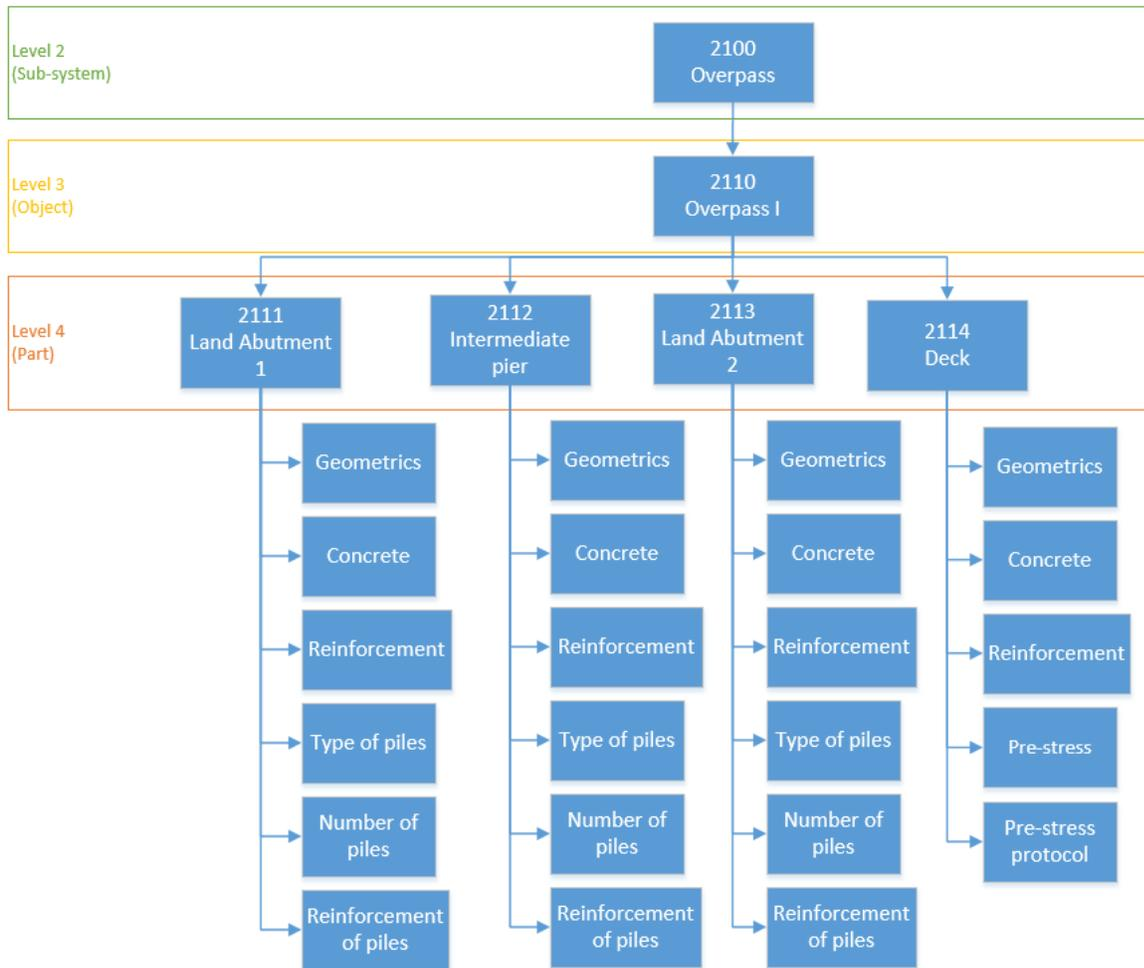 Level 2
(Sub-system)
2100
Overpass
Level 3
(Object)
2110
Overpass I
Level 4
(Part)
2111
Land Abutment
1
2112
Intermediate
pier
2113
Land Abutment
2
2114
Deck
Geometrics
Concrete
Reinforcement
Type of piles
Number of
piles
Reinforcement
of piles
Geometrics
Concrete
Reinforcement
Type of piles
Number of
piles
Reinforcement
of piles
Geometrics
Concrete
Reinforcement
Type of piles
Number of
piles
Reinforcement
of piles
Geometrics
Concrete
Reinforcement
Pre-stress
Pre-stress
protocol